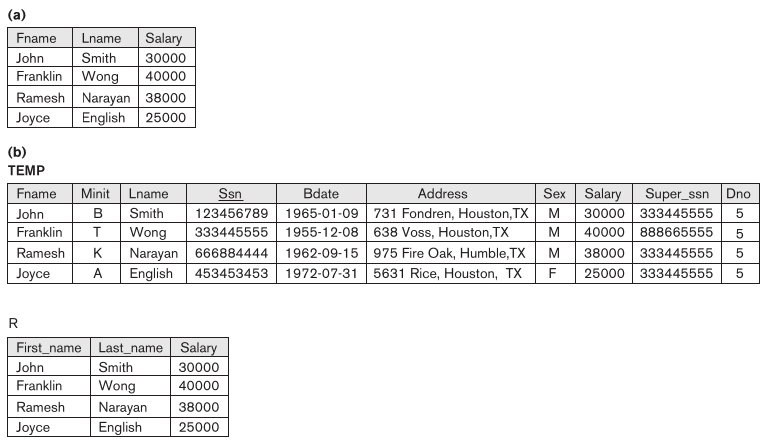 (a)
Fname Lname Salary
John Smith 30000
Franklin Wong 40000
Ramesh Narayan 38000
Joyce English 25000
(b)
TEMP
Fname Minit Lname Ssn Bdate Address Sex Salary Super_ssn Dno
John B Smith 123456789 1965-01-09 731 Fondren, Houston,TX M 30000 333445555 5
Franklin T Wong 333445555 1955-12-08 638 Voss, Houston,TX M 40000 888665555 5
Ramesh K Narayan 666884444 1962-09-15 975 Fire Oak, Humble,TX M 38000 333445555 5
Joyce A English 453453453 1972-07-31 5631 Rice, Houston, TX F 25000 333445555 5
R
First_name Last_name Salary
John Smith 30000
Franklin Wong 40000
Ramesh Narayan 38000
Joyce English 25000